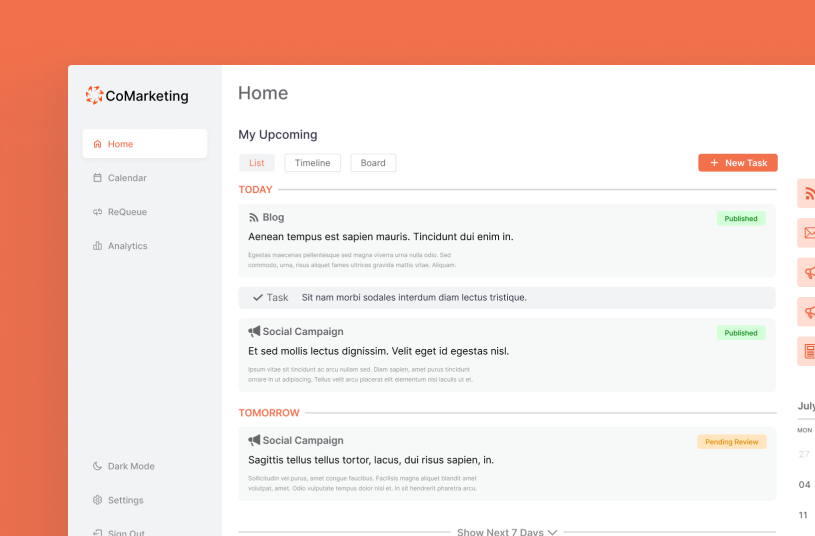 CoMarketing
Home
Calendar
ReQueue
Analytics
Dark Mode
Settings
Sign Out
Home
My Upcoming
List
Timeline
Board
+ New Task
TODAY
Blog
Published
Aenean tempus est sapien mauris. Tincidunt dui enim in.
Egestas maecenas pellentesque sed magna viverra urna nulla odio. Sed
commodo, urna, risus aliquet fames ultrices gravida mattis vitae. Aliquam.
Task Sit nam morbi sodales interdum diam lectus tristique.
Social Campaign
Published
Et sed mollis lectus dignissim. Velit eget id egestas nisl.
Ipsum vitae sit tincidunt ac arcu nullam sed. Diam sapien, amet purus tincidunt
ornare in ut adipiscing. Tellus velit arcu placerat elit elementum nisi iaculis ut et.
TOMORROW
Social Campaign
Pending Review
Sagittis tellus tellus tortor, lacus, dui risus sapien, in.
Sollicitudin vel purus, amet congue faucibus. Facilisis magna aliquet blandit amet
volutpat, amet. Odio vulputate tempus dolor nisl et. In sit hendrerit pharetra arcu.
Show Next 7 Days
July
MON
27
04
11